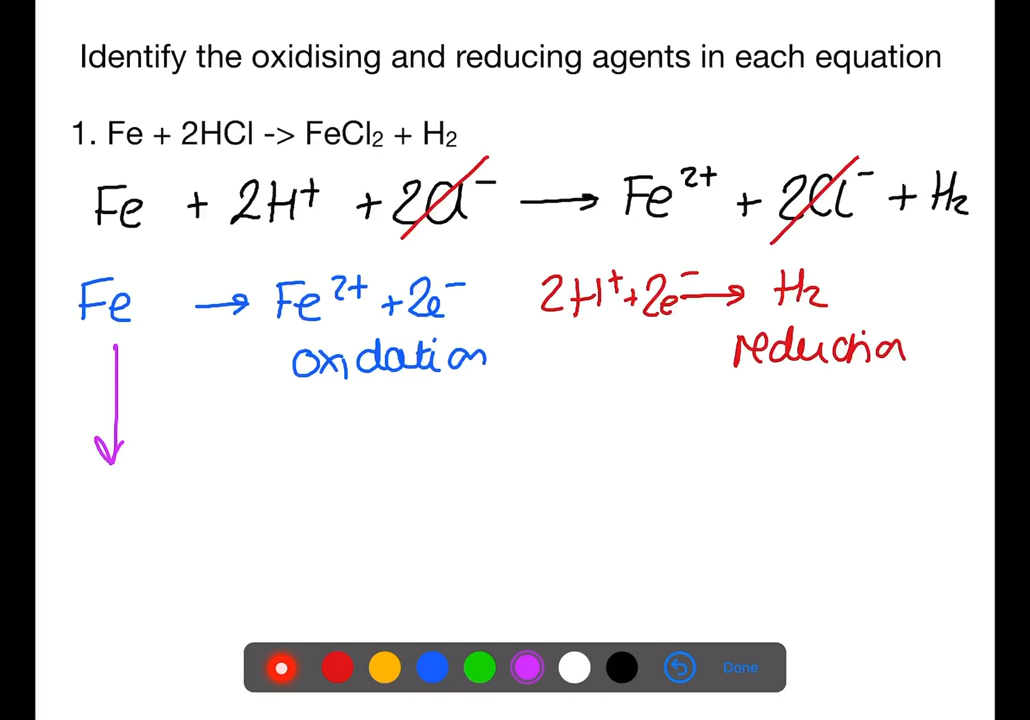 Identify the oxidising and reducing agents in each equation
1. Fe + 2HCl -> FeCl₂ + H₂
Fe + 2H⁺ + 2Cl⁻ → Fe²⁺ + 2Cl⁻ + H₂
Fe → Fe²⁺ + 2e⁻ 2H⁺ + 2e⁻ → H₂
oxidation reduction
Done